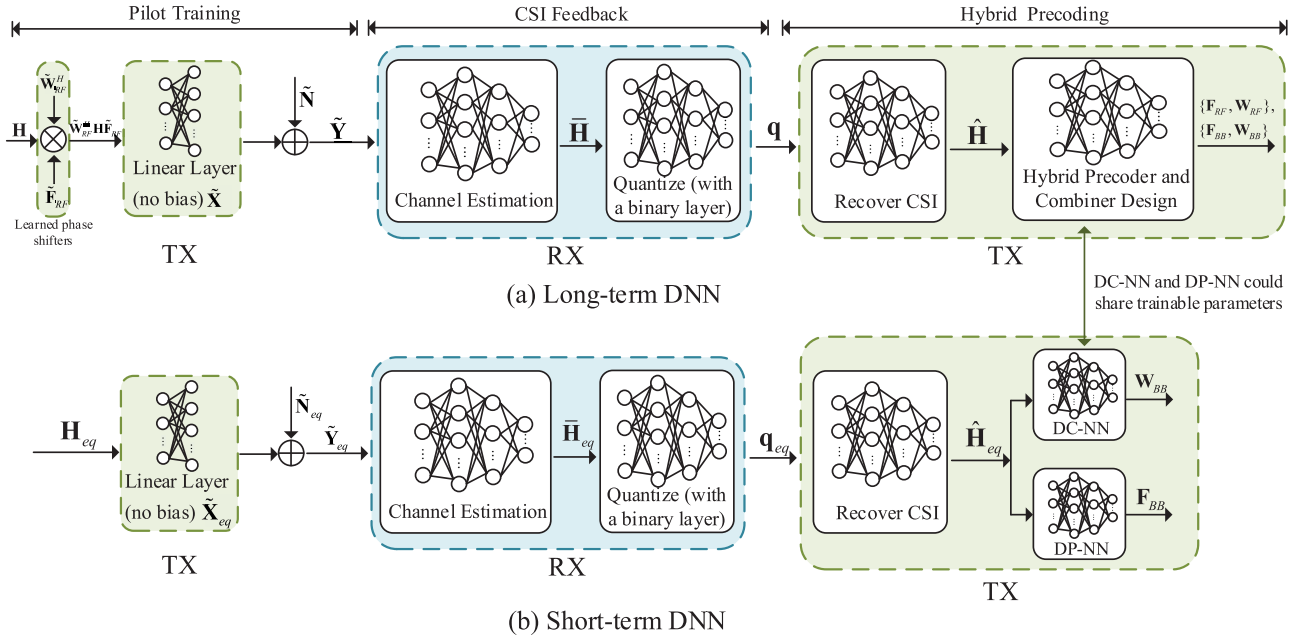 Pilot Training
CSI Feedback
Hybrid Precoding
W̃_RF^H
H
W̃_RF^H HF̃_RF
F̃_RF
Learned phase
shifters
Linear Layer
(no bias) X̃
TX
Ñ
Ỹ
Channel Estimation
H̄
Quantize (with
a binary layer)
RX
q
Recover CSI
Ĥ
Hybrid Precoder and
Combiner Design
TX
{F_RF, W_RF},
{F_BB, W_BB}
(a) Long-term DNN
DC-NN and DP-NN could
share trainable parameters
H_eq
Linear Layer
(no bias) X̃_eq
TX
Ñ_eq
Ỹ_eq
Channel Estimation
H̄_eq
Quantize (with
a binary layer)
RX
q_eq
Recover CSI
Ĥ_eq
DC-NN
W_BB
DP-NN
F_BB
TX
(b) Short-term DNN